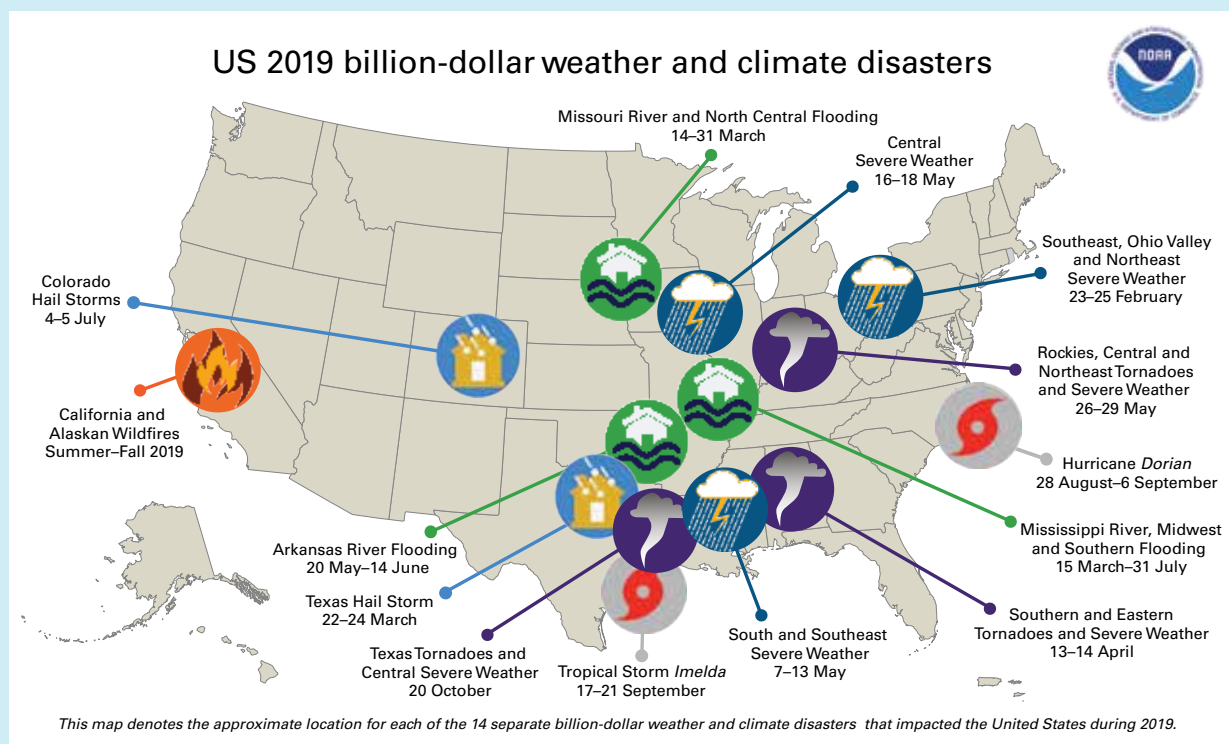 US 2019 billion-dollar weather and climate disasters
NOAA
Missouri River and North Central Flooding
14–31 March
Central
Severe Weather
16–18 May
Southeast, Ohio Valley
and Northeast
Severe Weather
23–25 February
Colorado
Hail Storms
4–5 July
Rockies, Central and
Northeast Tornadoes
and Severe Weather
26–29 May
California and
Alaskan Wildfires
Summer–Fall 2019
Hurricane Dorian
28 August–6 September
Mississippi River, Midwest
and Southern Flooding
15 March–31 July
Arkansas River Flooding
20 May–14 June
Texas Hail Storm
22–24 March
Southern and Eastern
Tornadoes and Severe Weather
13–14 April
South and Southeast
Severe Weather
7–13 May
Texas Tornadoes and
Central Severe Weather
20 October
Tropical Storm Imelda
17–21 September
This map denotes the approximate location for each of the 14 separate billion-dollar weather and climate disasters that impacted the United States during 2019.